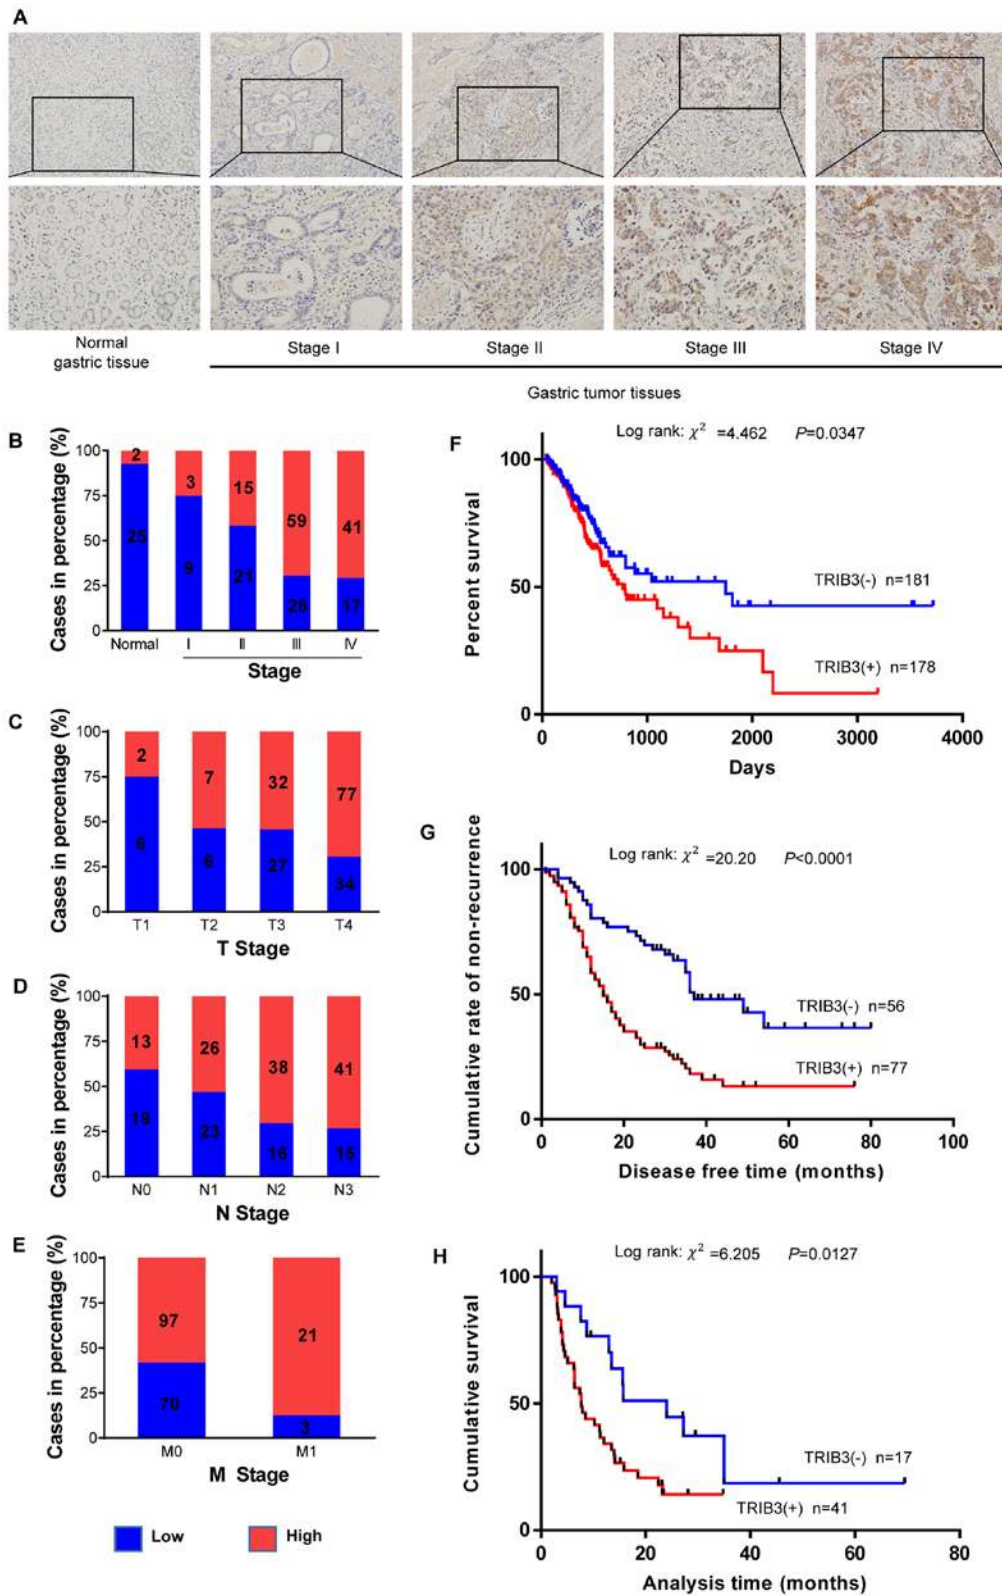 A
Normal
gastric tissue
Stage I
Stage II
Stage III
Stage IV
Gastric tumor tissues
B
Cases in percentage (%)
100
75
50
25
0
2
25
3
9
15
21
59
26
41
17
Normal
I
II
III
IV
Stage
C
Cases in percentage (%)
100
75
50
25
0
2
6
7
6
32
27
77
34
T1
T2
T3
T4
T Stage
D
Cases in percentage (%)
100
75
50
25
0
13
19
26
23
38
16
41
15
N0
N1
N2
N3
N Stage
E
Cases in percentage (%)
100
75
50
25
0
97
70
21
3
M0
M1
M Stage
Low
High
F
Log rank: χ² =4.462 P=0.0347
Percent survival
100
50
0
TRIB3(-) n=181
TRIB3(+) n=178
0
1000
2000
3000
4000
Days
G
Log rank: χ² =20.20 P<0.0001
Cumulative rate of non-recurrence
100
50
0
TRIB3(-) n=56
TRIB3(+) n=77
0
20
40
60
80
100
Disease free time (months)
H
Log rank: χ² =6.205 P=0.0127
Cumulative survival
100
50
0
TRIB3(-) n=17
TRIB3(+) n=41
0
20
40
60
80
Analysis time (months)